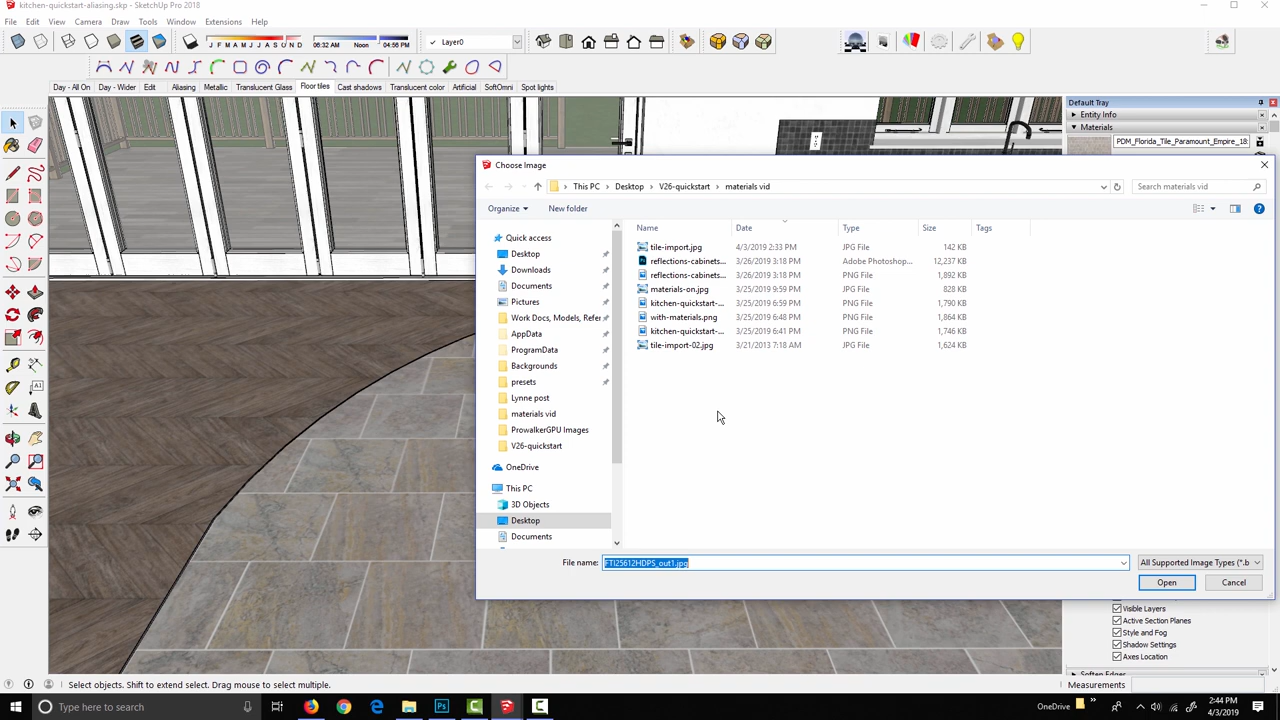 kitchen-quickstart-aliasing.skp - SketchUp Pro 2018
File Edit View Camera Draw Tools Window Extensions Help
J F M A M J J A S O N D 06:32 AM Noon 04:56 PM Layer0
Day - All On Day - Wider Edit Aliasing Metallic Translucent Glass Floor tiles Cast shadows Translucent color Artificial SoftOmni Spot lights
Default Tray
Entity Info
Materials
PDM_Florida_Tile_Paramount_Empire_18
Choose Image
This PC > Desktop > V26-quickstart > materials vid
Search materials vid
Organize New folder
Name Date Type Size Tags
Quick access
Desktop
Downloads
Documents
Pictures
Work Docs, Models, Refer
AppData
ProgramData
Backgrounds
presets
Lynne post
materials vid
ProwalkerGPU Images
V26-quickstart
OneDrive
This PC
3D Objects
Desktop
Documents
tile-import.jpg 4/3/2019 2:33 PM JPG File 142 KB
reflections-cabinets... 3/26/2019 3:18 PM Adobe Photoshop... 12,237 KB
reflections-cabinets... 3/26/2019 3:18 PM PNG File 1,892 KB
materials-on.jpg 3/25/2019 9:59 PM JPG File 828 KB
kitchen-quickstart-... 3/25/2019 6:59 PM PNG File 1,790 KB
with-materials.png 3/25/2019 6:48 PM PNG File 1,864 KB
kitchen-quickstart-... 3/25/2019 6:41 PM PNG File 1,746 KB
tile-import-02.jpg 3/21/2013 7:18 AM JPG File 1,624 KB
File name: FTI25612HDPS_out1.jpg All Supported Image Types (*.b
Open Cancel
Visible Layers
Active Section Planes
Style and Fog
Shadow Settings
Axes Location
Soften Edges
Select objects. Shift to extend select. Drag mouse to select multiple.
Measurements
Type here to search
OneDrive
2:44 PM
4/3/2019